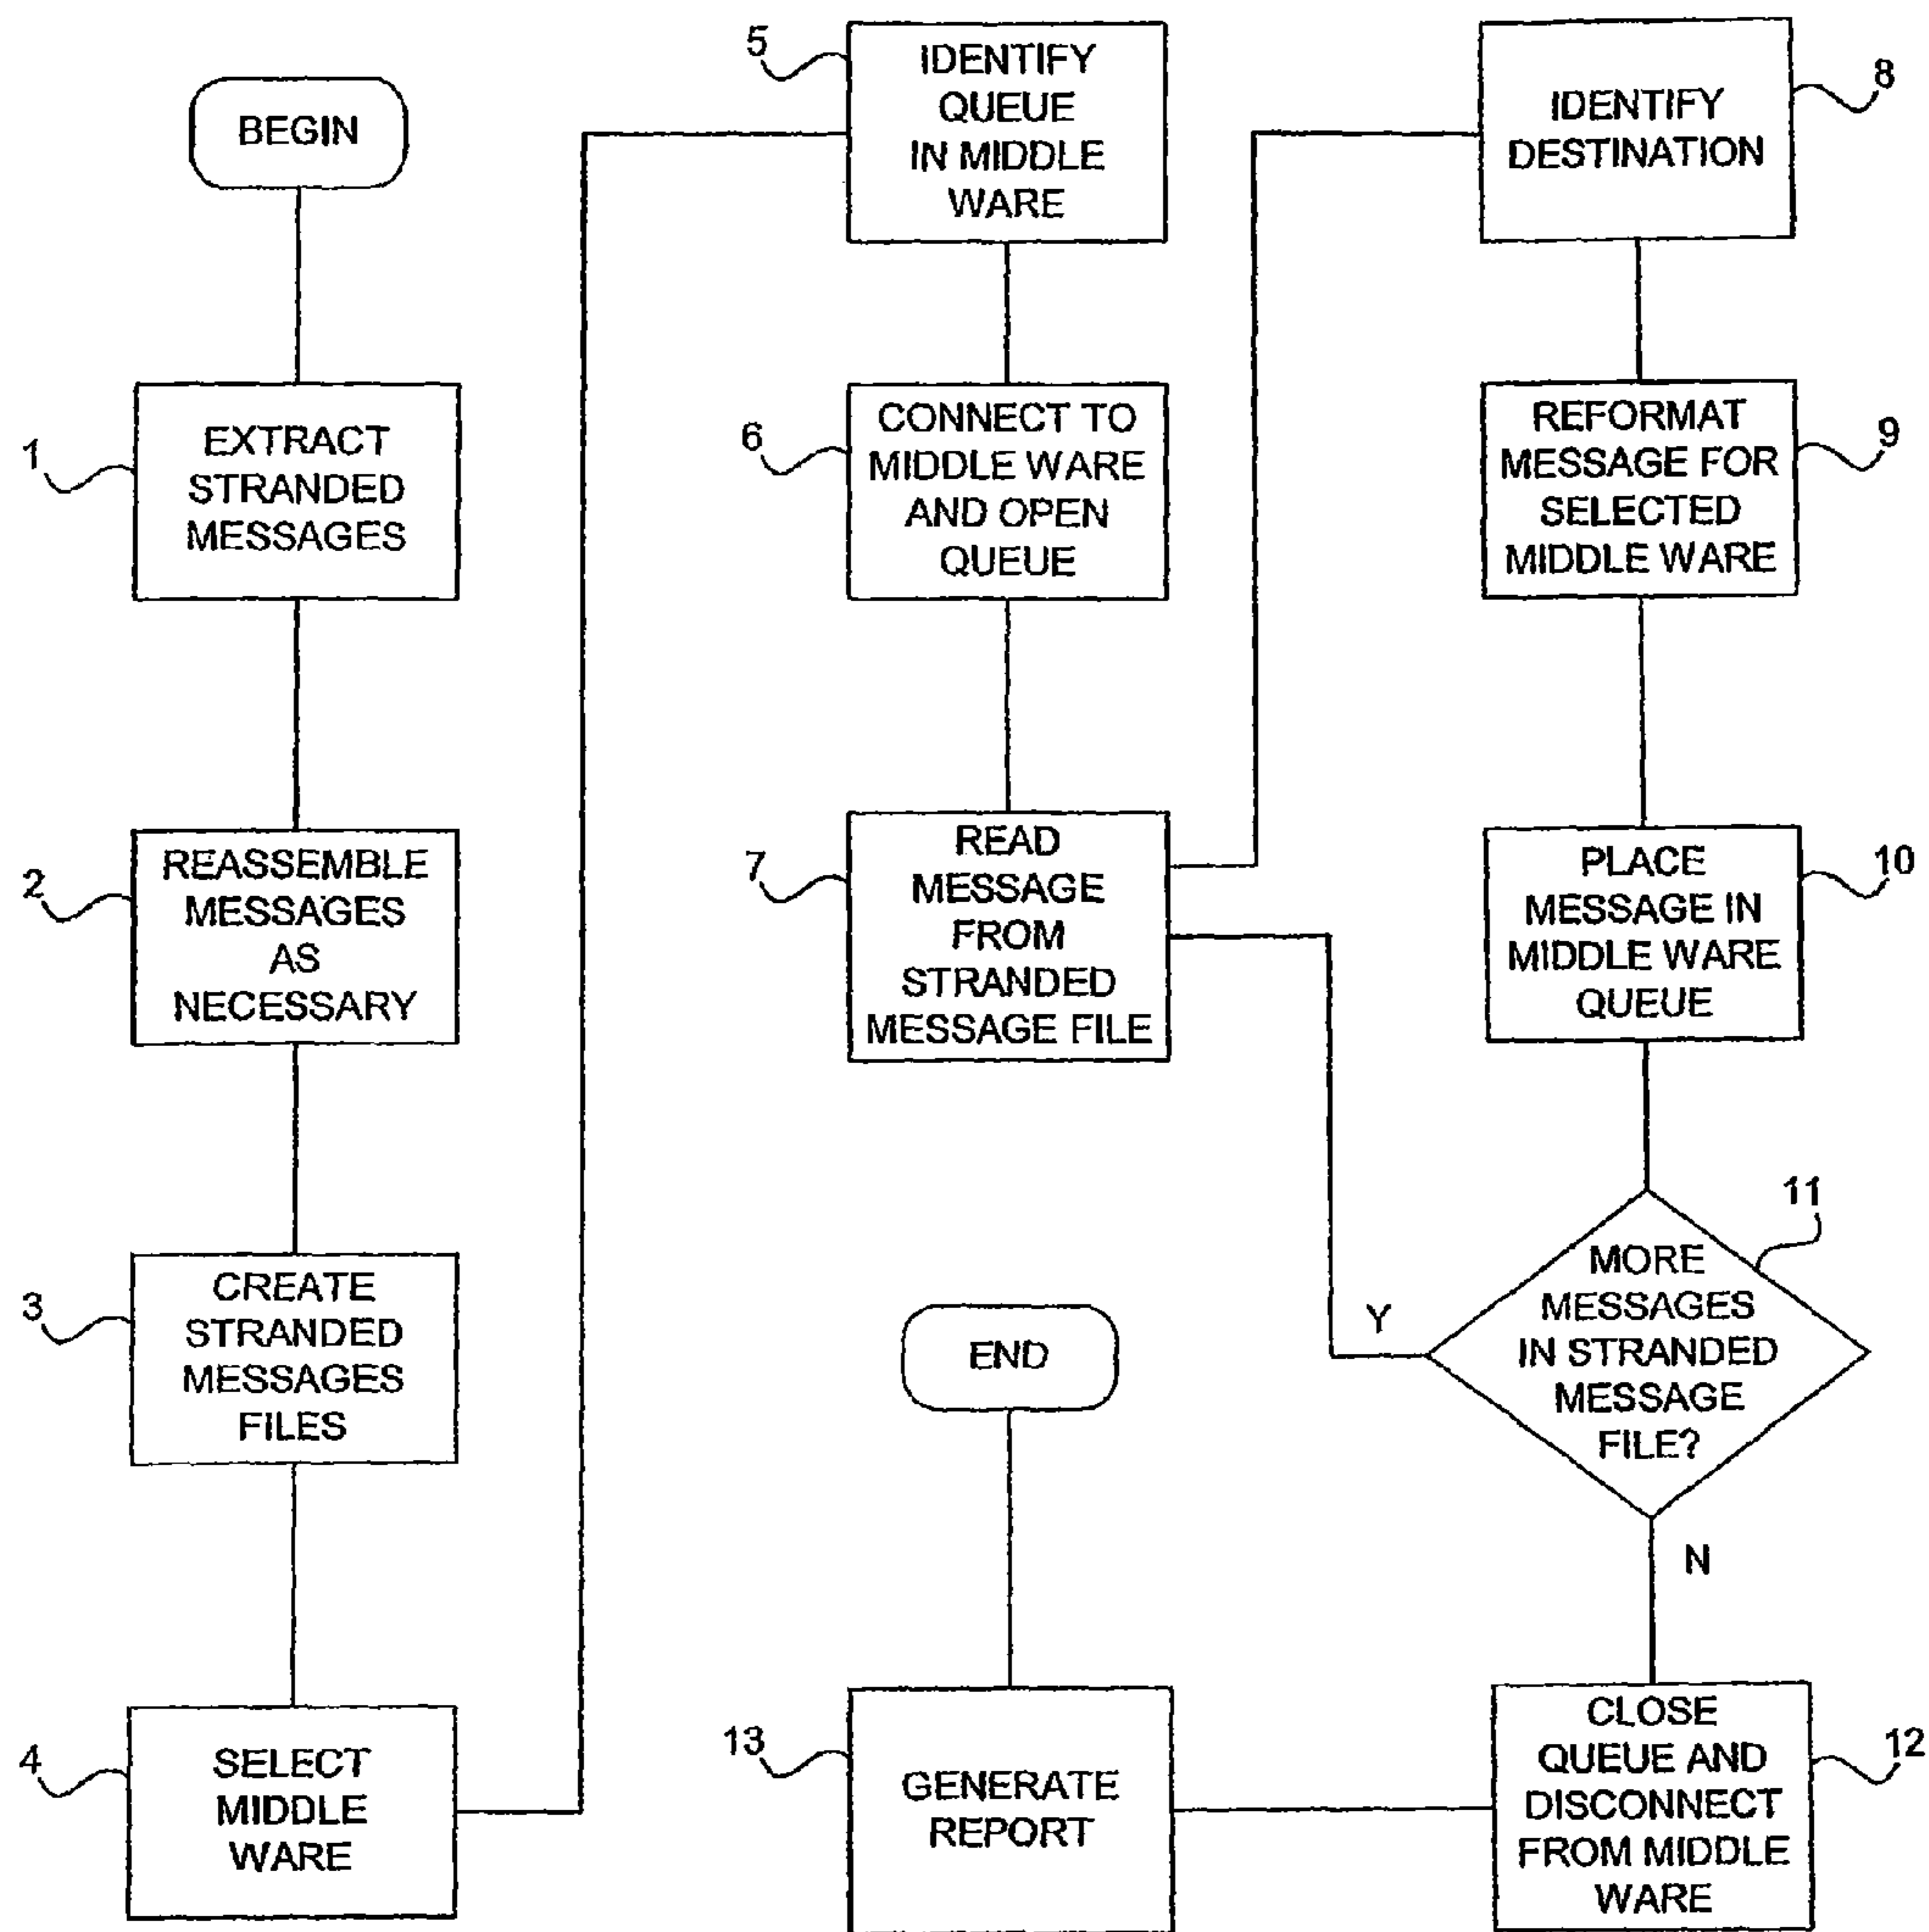 BEGIN
1
EXTRACT
STRANDED
MESSAGES
2
REASSEMBLE
MESSAGES
AS
NECESSARY
3
CREATE
STRANDED
MESSAGES
FILES
4
SELECT
MIDDLE
WARE
5
IDENTIFY
QUEUE
IN MIDDLE
WARE
6
CONNECT TO
MIDDLE WARE
AND OPEN
QUEUE
7
READ
MESSAGE
FROM
STRANDED
MESSAGE FILE
8
IDENTIFY
DESTINATION
9
REFORMAT
MESSAGE FOR
SELECTED
MIDDLE WARE
10
PLACE
MESSAGE IN
MIDDLE WARE
QUEUE
11
MORE
MESSAGES
IN STRANDED
MESSAGE
FILE?
Y
N
12
CLOSE
QUEUE AND
DISCONNECT
FROM MIDDLE
WARE
13
GENERATE
REPORT
END